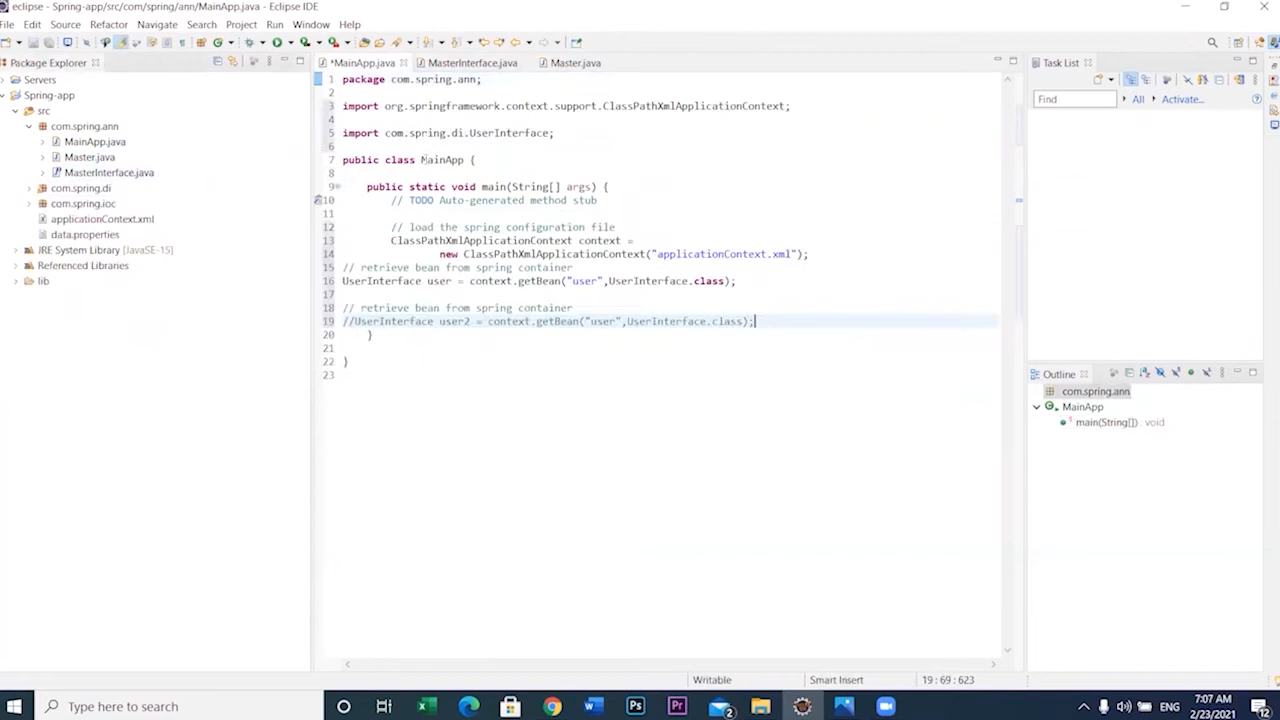 eclipse - Spring-app/src/com/spring/ann/MainApp.java - Eclipse IDE
File Edit Source Refactor Navigate Search Project Run Window Help
Package Explorer
Servers
Spring-app
src
com.spring.ann
MainApp.java
Master.java
MasterInterface.java
com.spring.di
com.spring.ioc
applicationContext.xml
data.properties
JRE System Library [JavaSE-15]
Referenced Libraries
lib
*MainApp.java MasterInterface.java Master.java
1 package com.spring.ann;
2
3 import org.springframework.context.support.ClassPathXmlApplicationContext;
4
5 import com.spring.di.UserInterface;
6
7 public class MainApp {
8
9 public static void main(String[] args) {
10 // TODO Auto-generated method stub
11
12 // load the spring configuration file
13 ClassPathXmlApplicationContext context =
14 new ClassPathXmlApplicationContext("applicationContext.xml");
15 // retrieve bean from spring container
16 UserInterface user = context.getBean("user",UserInterface.class);
17
18 // retrieve bean from spring container
19 //UserInterface user2 = context.getBean("user",UserInterface.class);
20 }
21
22 }
23
Task List
Find All Activate...
Outline
com.spring.ann
MainApp
main(String[]) : void
Writable Smart Insert 19 : 69 : 623
Type here to search
ENG
7:07 AM
2/23/2021
2
12